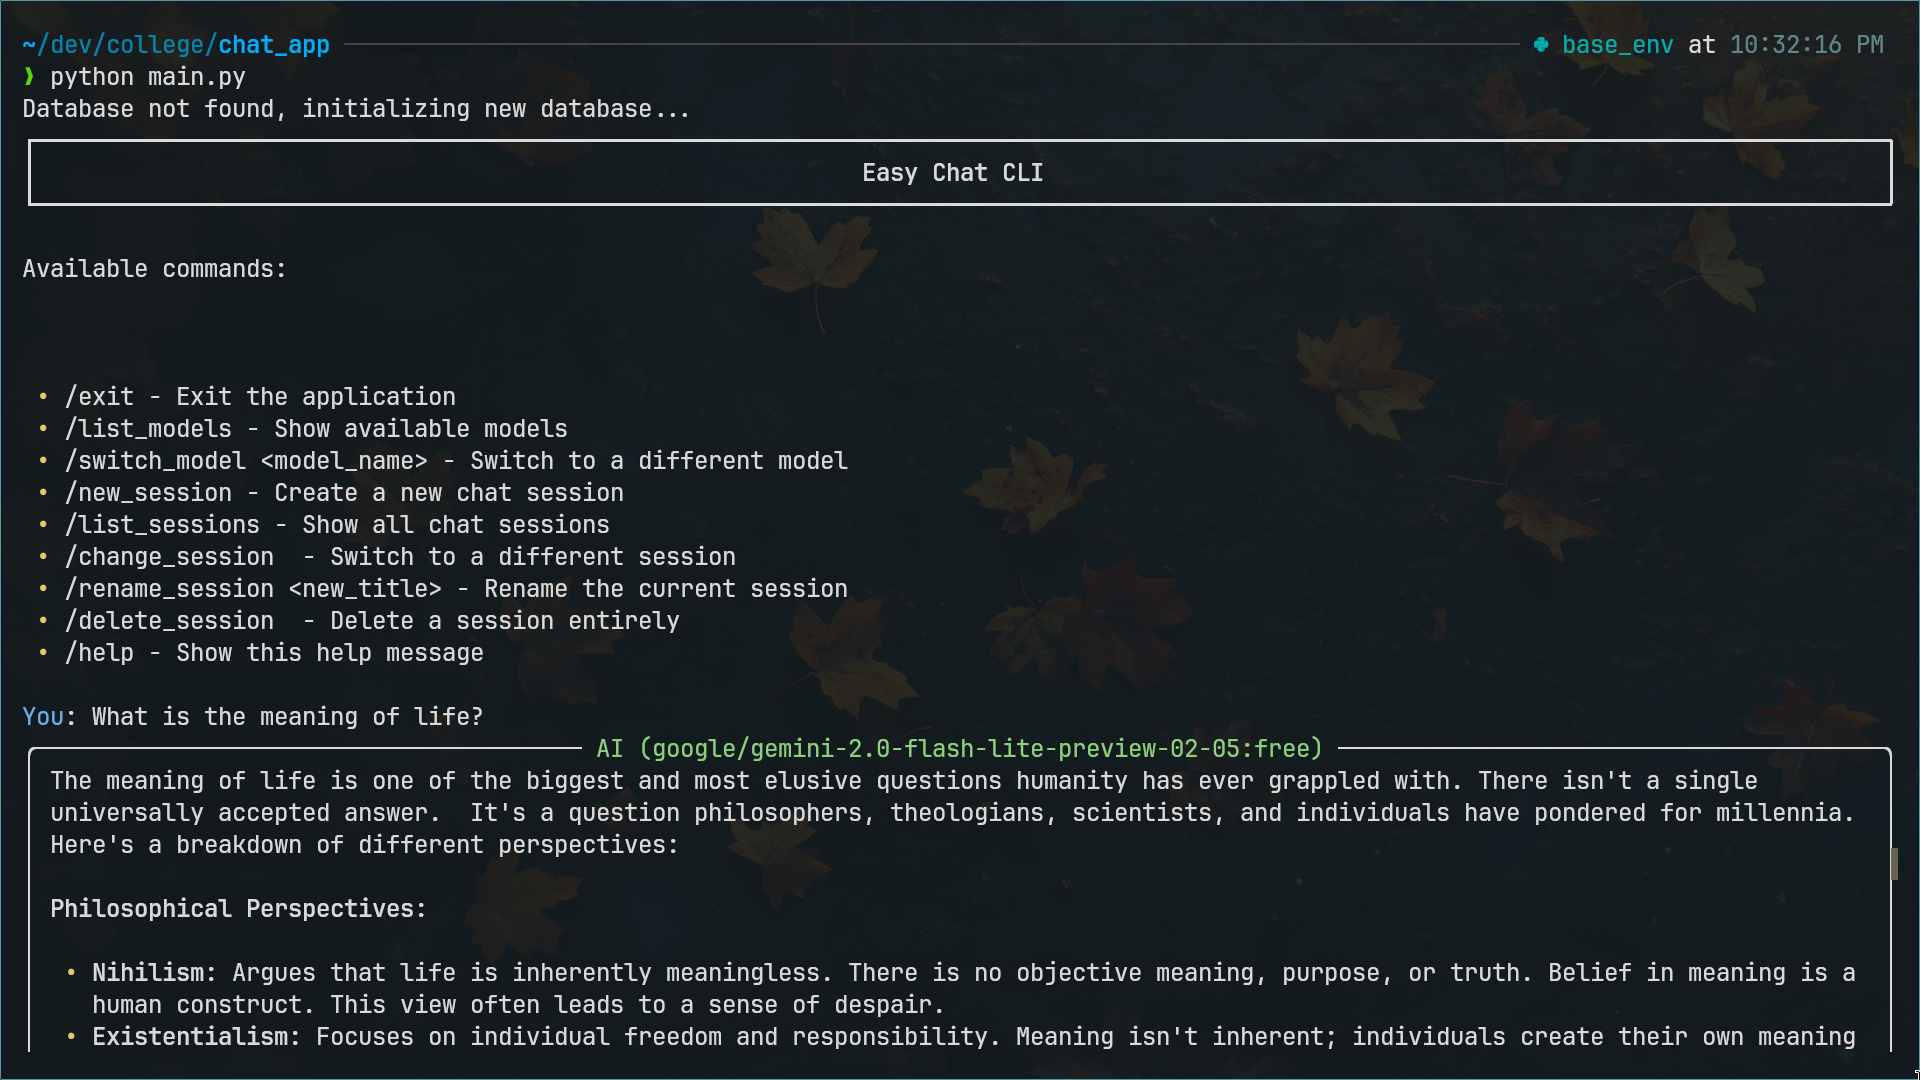 ~/dev/college/chat_app base_env at 10:32:16 PM
❯ python main.py
Database not found, initializing new database...
Easy Chat CLI
Available commands:
• /exit - Exit the application
• /list_models - Show available models
• /switch_model <model_name> - Switch to a different model
• /new_session - Create a new chat session
• /list_sessions - Show all chat sessions
• /change_session  - Switch to a different session
• /rename_session <new_title> - Rename the current session
• /delete_session  - Delete a session entirely
• /help - Show this help message
You: What is the meaning of life?
AI (google/gemini-2.0-flash-lite-preview-02-05:free)
The meaning of life is one of the biggest and most elusive questions humanity has ever grappled with. There isn't a single
universally accepted answer.  It's a question philosophers, theologians, scientists, and individuals have pondered for millennia.
Here's a breakdown of different perspectives:
Philosophical Perspectives:
• Nihilism: Argues that life is inherently meaningless. There is no objective meaning, purpose, or truth. Belief in meaning is a
human construct. This view often leads to a sense of despair.
• Existentialism: Focuses on individual freedom and responsibility. Meaning isn't inherent; individuals create their own meaning